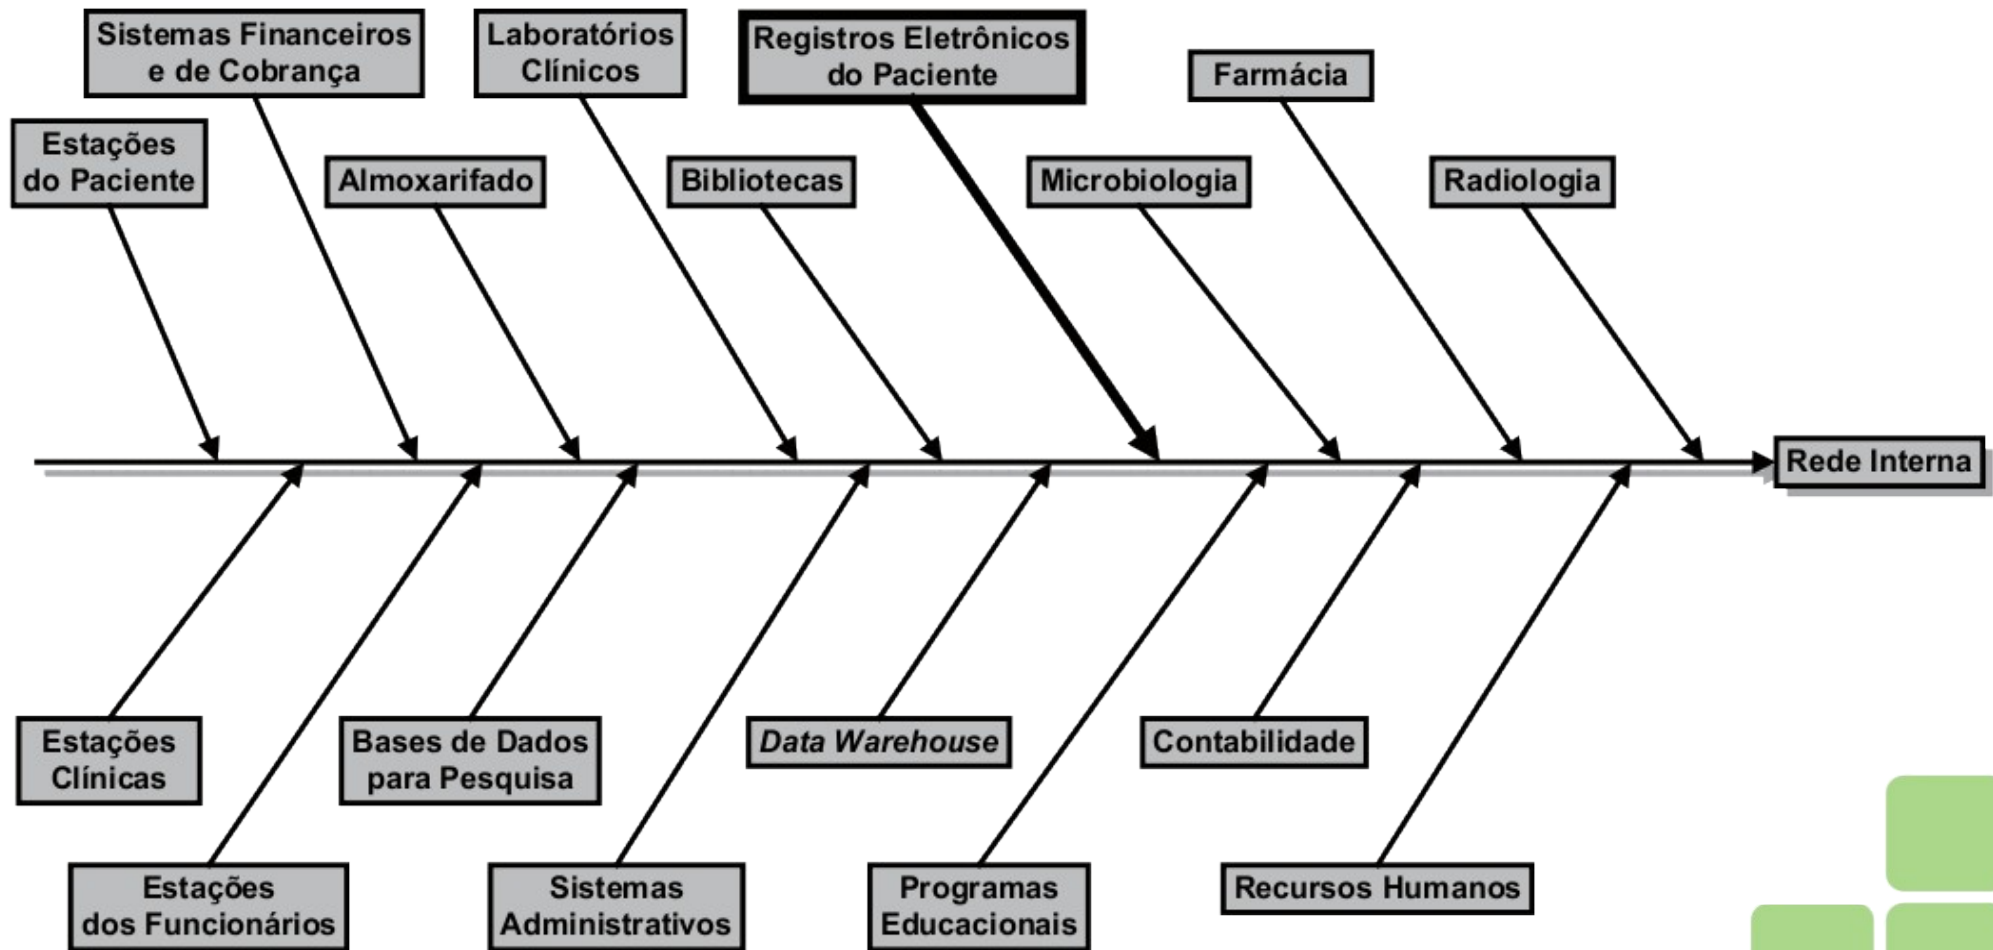 Sistemas Financeiros
e de Cobrança
Laboratórios
Clínicos
Registros Eletrônicos
do Paciente
Farmácia
Estações
do Paciente
Almoxarifado
Bibliotecas
Microbiologia
Radiologia
Rede Interna
Estações
Clínicas
Bases de Dados
para Pesquisa
Data Warehouse
Contabilidade
Estações
dos Funcionários
Sistemas
Administrativos
Programas
Educacionais
Recursos Humanos